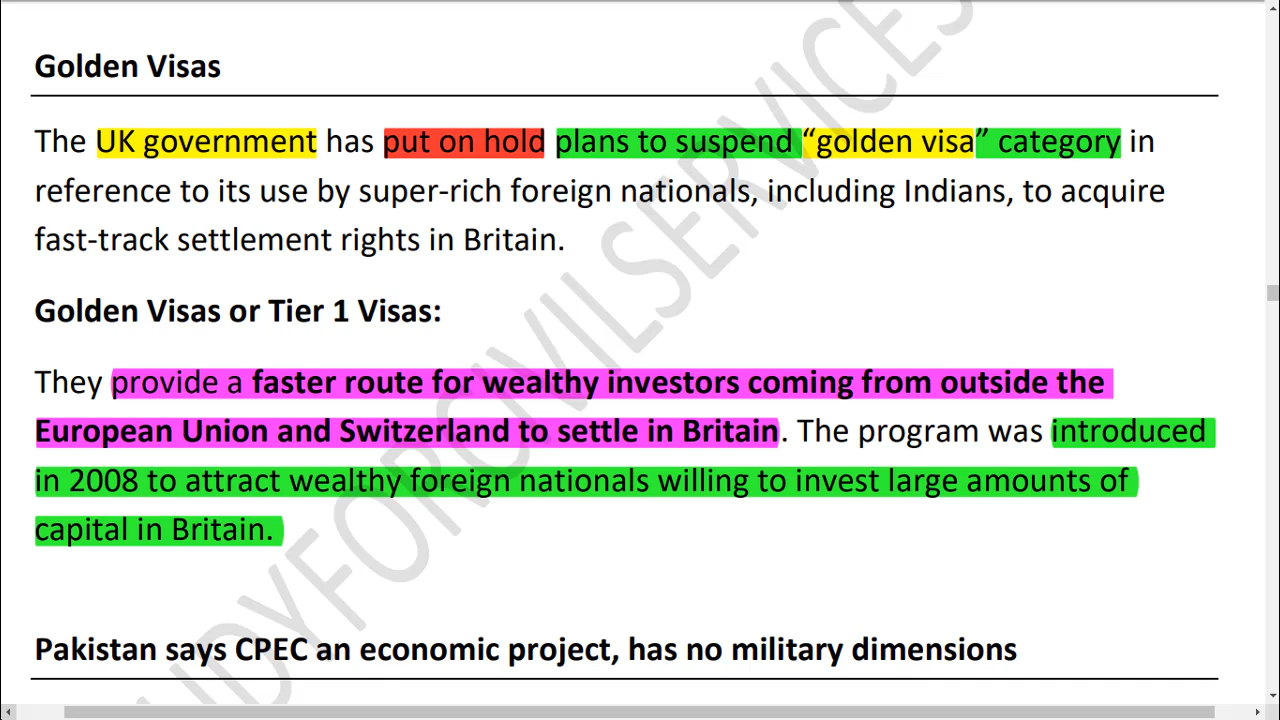 Golden Visas
The UK government has put on hold plans to suspend “golden visa” category in
reference to its use by super-rich foreign nationals, including Indians, to acquire
fast-track settlement rights in Britain.
Golden Visas or Tier 1 Visas:
They provide a faster route for wealthy investors coming from outside the
European Union and Switzerland to settle in Britain. The program was introduced
in 2008 to attract wealthy foreign nationals willing to invest large amounts of
capital in Britain.
Pakistan says CPEC an economic project, has no military dimensions
UDYFORCIVILSERVICES